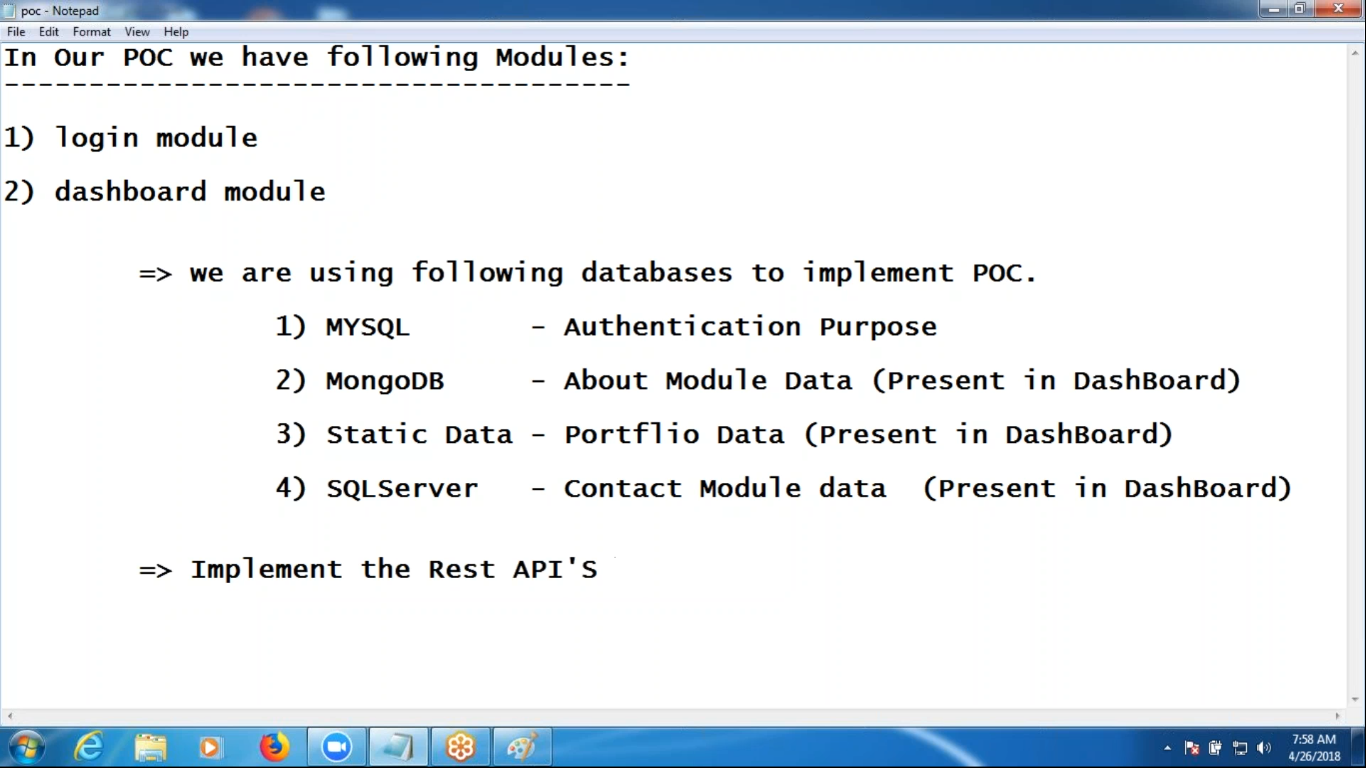 poc - Notepad
File Edit Format View Help
In Our POC we have following Modules:
-------------------------------------
1) login module
2) dashboard module
=> we are using following databases to implement POC.
1) MYSQL - Authentication Purpose
2) MongoDB - About Module Data (Present in DashBoard)
3) Static Data - Portflio Data (Present in DashBoard)
4) SQLServer - Contact Module data (Present in DashBoard)
=> Implement the Rest API'S
7:58 AM
4/26/2018